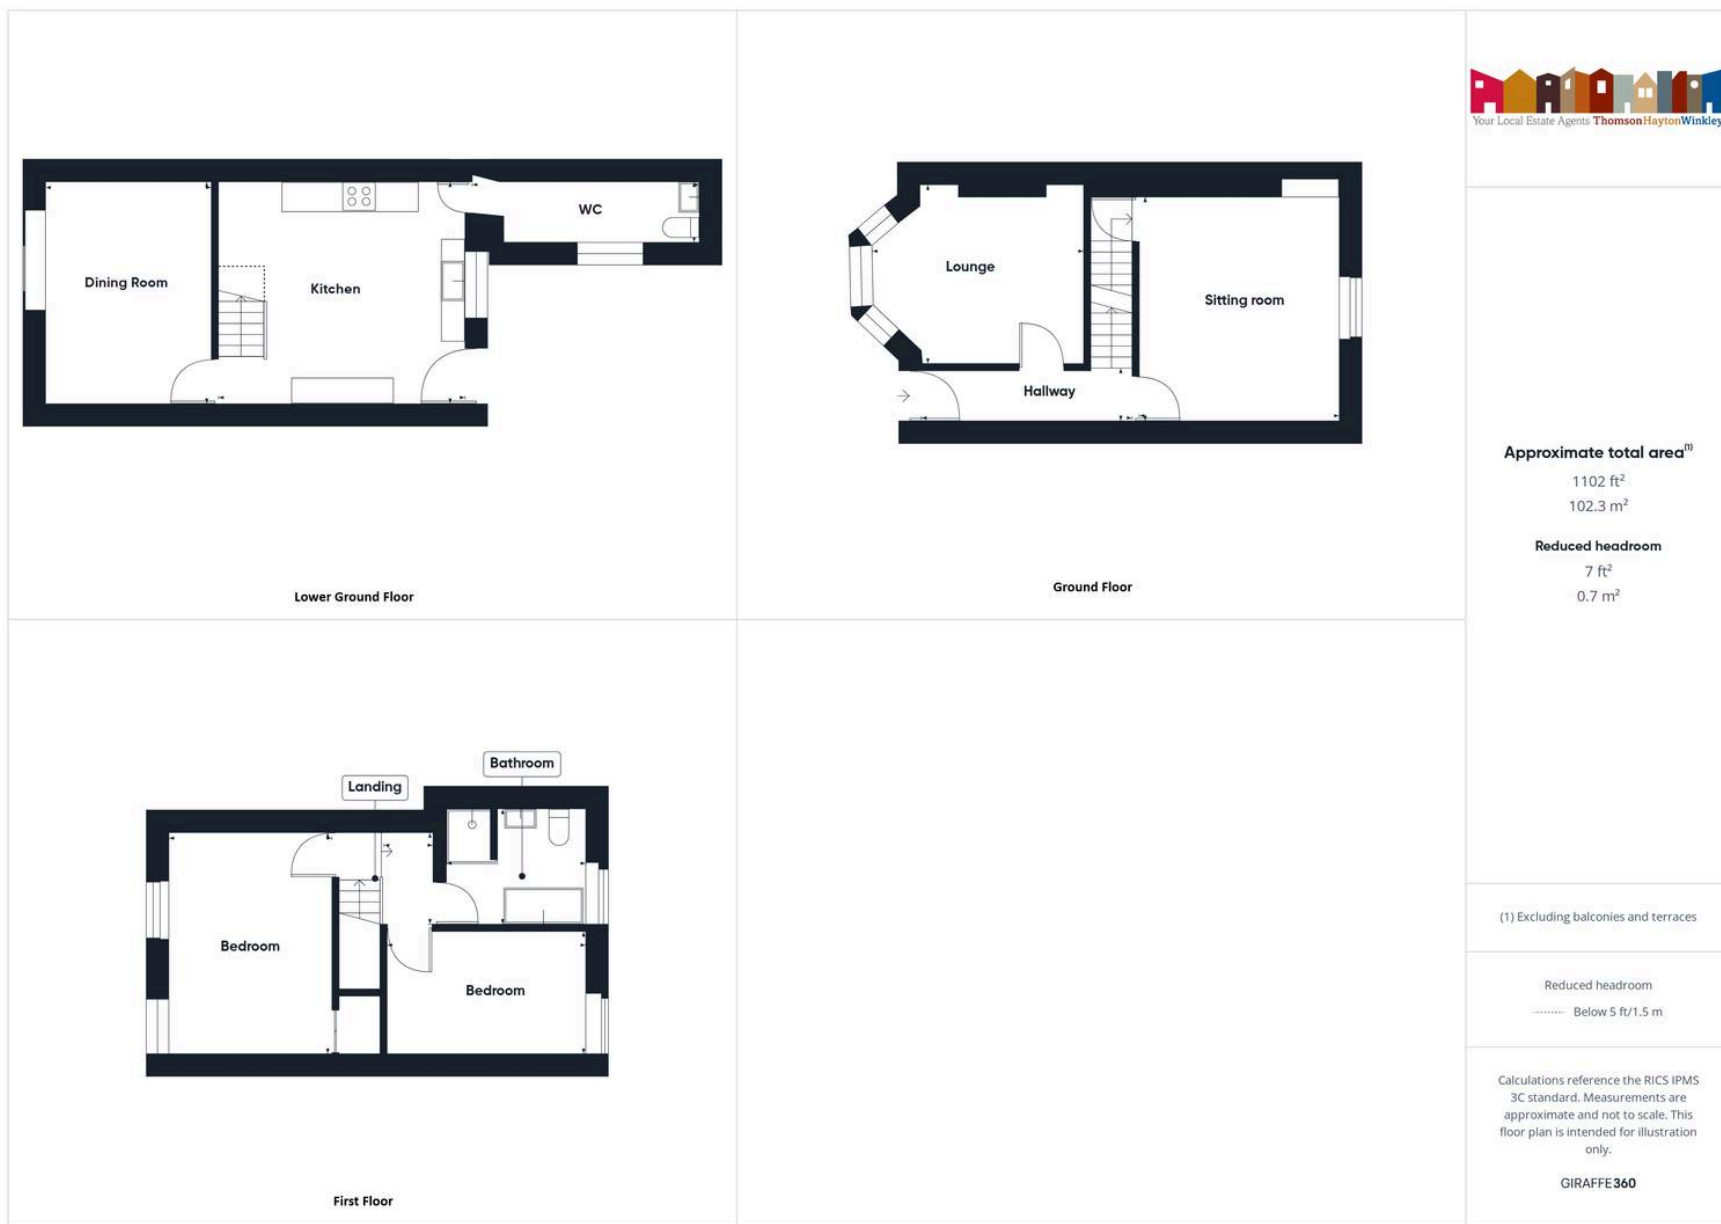 Dining Room
Kitchen
WC
Lower Ground Floor
Lounge
Sitting room
Hallway
Ground Floor
Landing
Bathroom
Bedroom
Bedroom
First Floor
Your Local Estate Agents ThomsonHaytonWinkley
Approximate total area(1)
1102 ft²
102.3 m²
Reduced headroom
7 ft²
0.7 m²
(1) Excluding balconies and terraces
Reduced headroom
Below 5 ft/1.5 m
Calculations reference the RICS IPMS
3C standard. Measurements are
approximate and not to scale. This
floor plan is intended for illustration
only.
GIRAFFE360